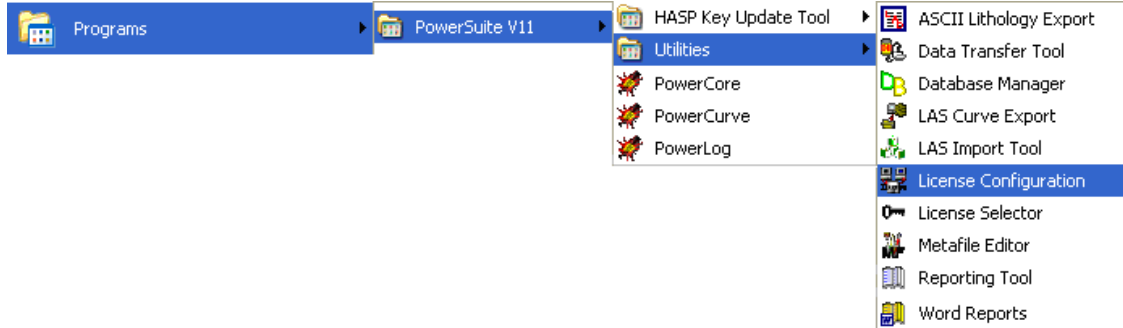 Programs
PowerSuite V11
HASP Key Update Tool
Utilities
PowerCore
PowerCurve
PowerLog
ASCII Lithology Export
Data Transfer Tool
Database Manager
LAS Curve Export
LAS Import Tool
License Configuration
License Selector
Metafile Editor
Reporting Tool
Word Reports